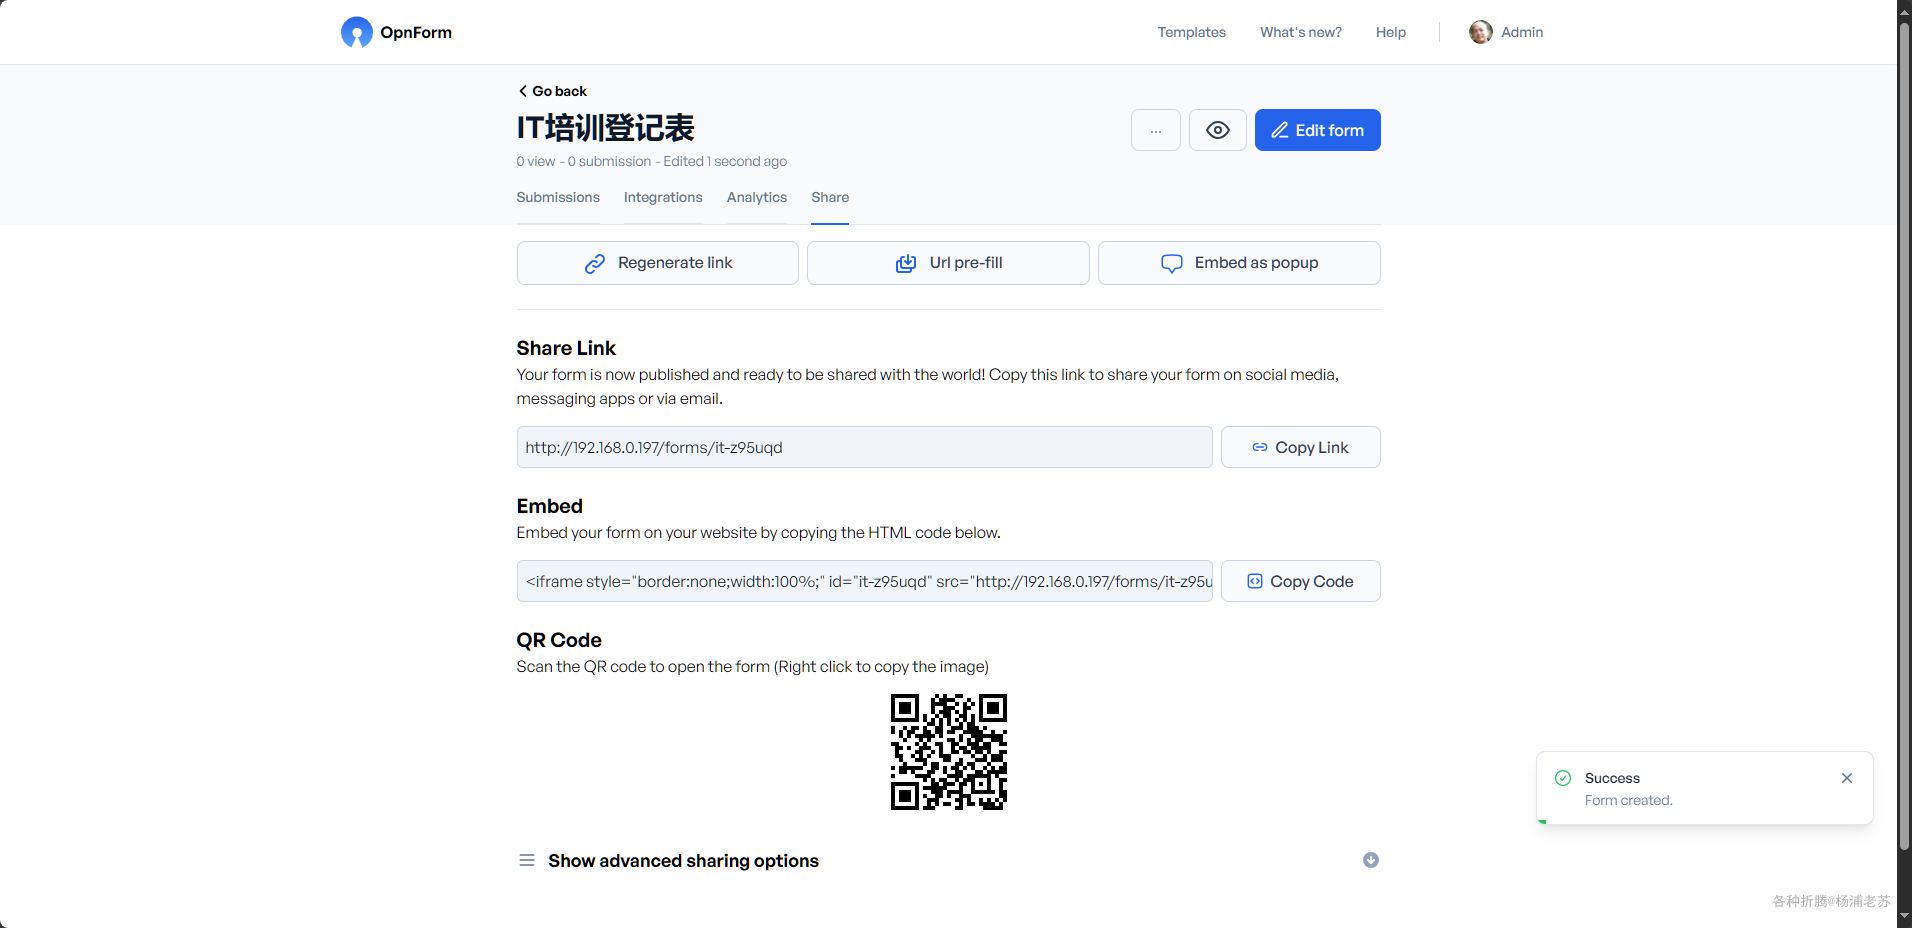 OpnForm
Templates
What's new?
Help
Admin
Go back
IT培训登记表
...
Edit form
0 view - 0 submission - Edited 1 second ago
Submissions
Integrations
Analytics
Share
Regenerate link
Url pre-fill
Embed as popup
Share Link
Your form is now published and ready to be shared with the world! Copy this link to share your form on social media,
messaging apps or via email.
http://192.168.0.197/forms/it-z95uqd
Copy Link
Embed
Embed your form on your website by copying the HTML code below.
<iframe style="border:none;width:100%;" id="it-z95uqd" src="http://192.168.0.197/forms/it-z95u
Copy Code
QR Code
Scan the QR code to open the form (Right click to copy the image)
Success
Form created.
Show advanced sharing options
各种折腾@杨浦老苏